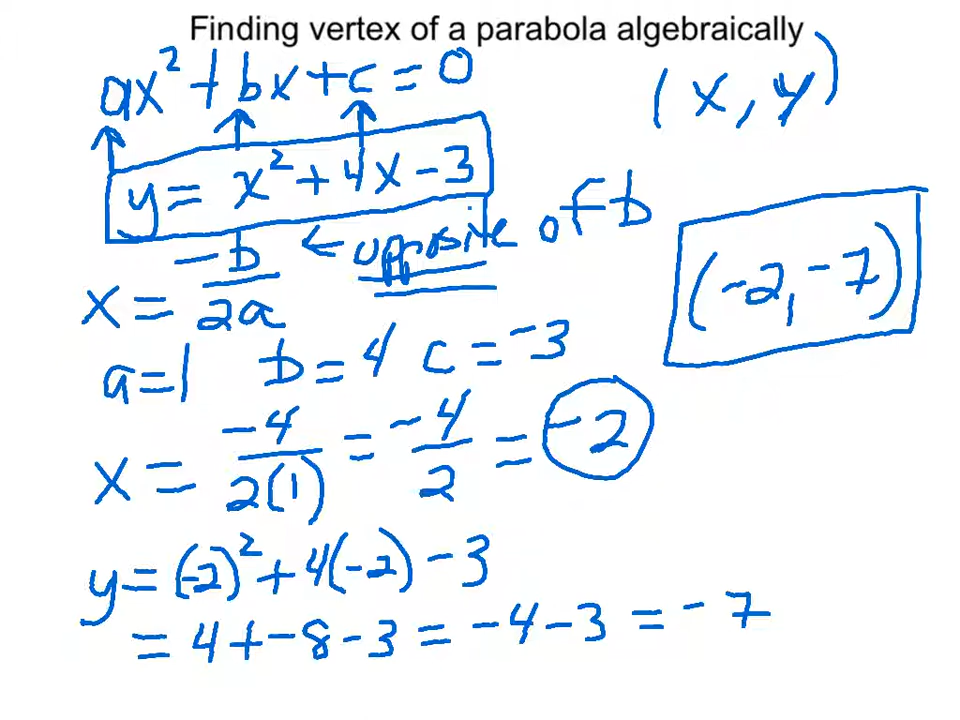 Finding vertex of a parabola algebraically
ax² + bx + c = 0
(x, y)
y = x² + 4x - 3
x = -b/2a ← opposite of b
(-2, -7)
a = 1 b = 4 c = -3
x = -4/2(1) = -4/2 = -2
y = (-2)² + 4(-2) - 3
= 4 + -8 - 3 = -4 - 3 = -7